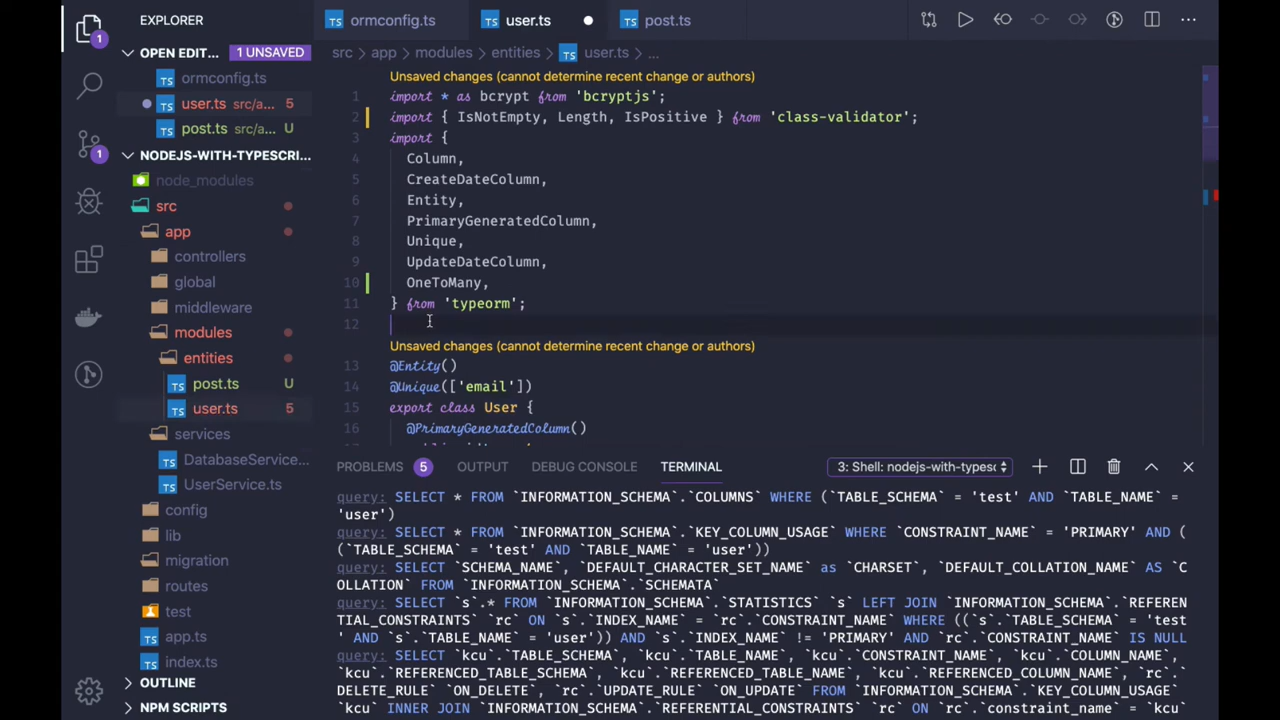 EXPLORER
OPEN EDIT... 1 UNSAVED
ormconfig.ts
user.ts src/a... 5
post.ts src/app... U
NODEJS-WITH-TYPESCRI...
node_modules
src
app
controllers
global
middleware
modules
entities
post.ts U
user.ts 5
services
DatabaseService...
UserService.ts
config
lib
migration
routes
test
app.ts
index.ts
OUTLINE
NPM SCRIPTS
1
1
TS ormconfig.ts TS user.ts TS post.ts
src app modules entities TS user.ts ...
Unsaved changes (cannot determine recent change or authors)
1 import * as bcrypt from 'bcryptjs';
2 import { IsNotEmpty, Length, IsPositive } from 'class-validator';
3 import {
4 Column,
5 CreateDateColumn,
6 Entity,
7 PrimaryGeneratedColumn,
8 Unique,
9 UpdateDateColumn,
10 OneToMany,
11 } from 'typeorm';
12
Unsaved changes (cannot determine recent change or authors)
13 @Entity()
14 @Unique(['email'])
15 export class User {
16 @PrimaryGeneratedColumn()
PROBLEMS 5 OUTPUT DEBUG CONSOLE TERMINAL 3: Shell: nodejs-with-typesc
query: SELECT * FROM `INFORMATION_SCHEMA`.`COLUMNS` WHERE (`TABLE_SCHEMA` = 'test' AND `TABLE_NAME` =
'user')
query: SELECT * FROM `INFORMATION_SCHEMA`.`KEY_COLUMN_USAGE` WHERE `CONSTRAINT_NAME` = 'PRIMARY' AND (
(`TABLE_SCHEMA` = 'test' AND `TABLE_NAME` = 'user'))
query: SELECT `SCHEMA_NAME`, `DEFAULT_CHARACTER_SET_NAME` as `CHARSET`, `DEFAULT_COLLATION_NAME` AS `C
OLLATION` FROM `INFORMATION_SCHEMA`.`SCHEMATA`
query: SELECT `s`.* FROM `INFORMATION_SCHEMA`.`STATISTICS` `s` LEFT JOIN `INFORMATION_SCHEMA`.`REFEREN
TIAL_CONSTRAINTS` `rc` ON `s`.`INDEX_NAME` = `rc`.`CONSTRAINT_NAME` WHERE ((`s`.`TABLE_SCHEMA` = 'test
' AND `s`.`TABLE_NAME` = 'user')) AND `s`.`INDEX_NAME` != 'PRIMARY' AND `rc`.`CONSTRAINT_NAME` IS NULL
query: SELECT `kcu`.`TABLE_SCHEMA`, `kcu`.`TABLE_NAME`, `kcu`.`CONSTRAINT_NAME`, `kcu`.`COLUMN_NAME`,
`kcu`.`REFERENCED_TABLE_SCHEMA`, `kcu`.`REFERENCED_TABLE_NAME`, `kcu`.`REFERENCED_COLUMN_NAME`, `rc`.`
DELETE_RULE` `ON_DELETE`, `rc`.`UPDATE_RULE` `ON_UPDATE` FROM `INFORMATION_SCHEMA`.`KEY_COLUMN_USAGE`
`kcu` INNER JOIN `INFORMATION_SCHEMA`.`REFERENTIAL_CONSTRAINTS` `rc` ON `rc`.`constraint_name` = `kcu`